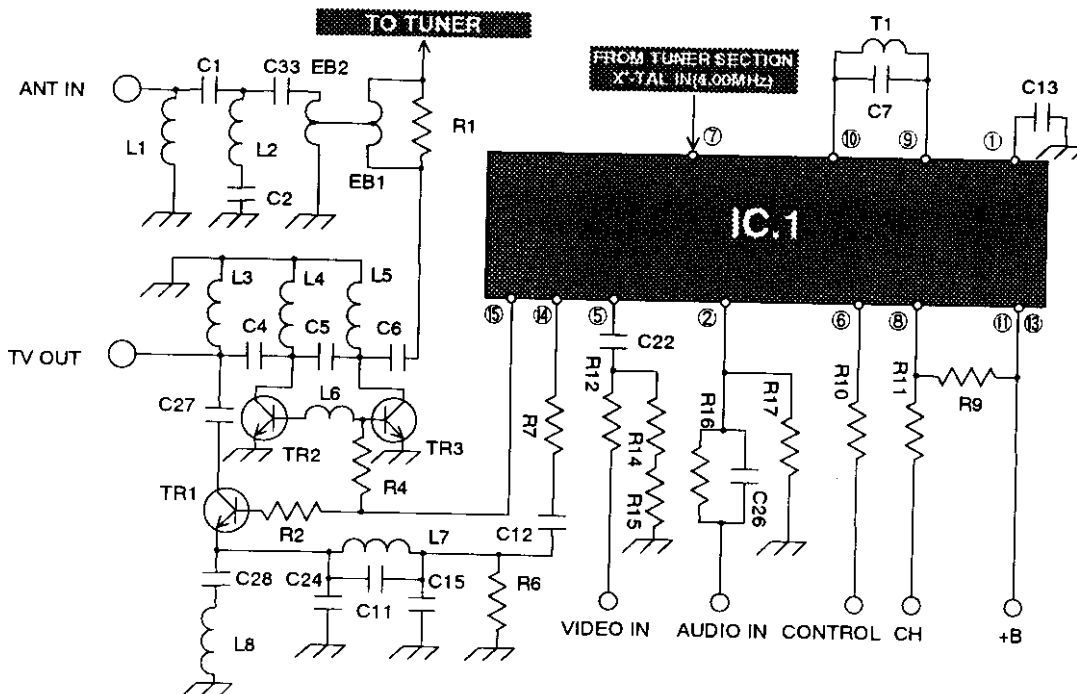 TO TUNER
T1
C1
C33
EB2
FROM TUNER SECTION
X'-TAL IN(4.00MHz)
ANT IN
C7
C13
R1
L1
L2
⑦
⑩
⑨
①
EB1
C2
IC.1
L3
L4
L5
⑮
⑭
⑤
②
⑥
⑧
⑪
⑬
C4
C5
C6
TV OUT
C22
R12
R10
R11
R9
L6
C27
R7
R14
R16
R17
TR2
TR3
R4
TR1
R15
C26
R2
C12
L7
C28
C24
C15
R6
C11
L8
VIDEO IN
AUDIO IN
CONTROL
CH
+B